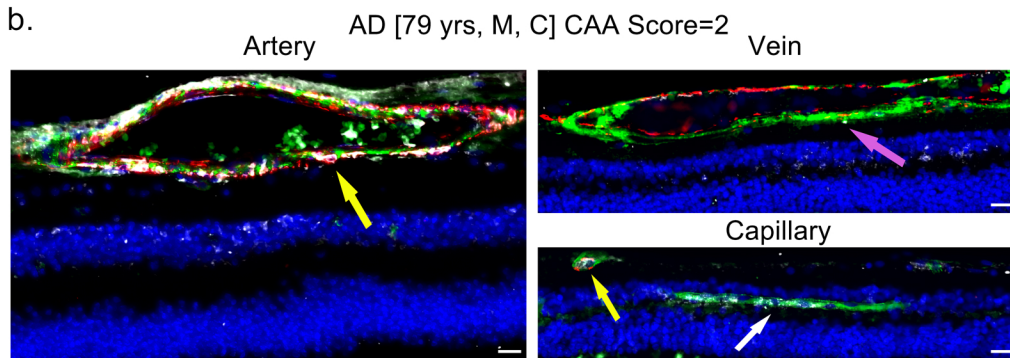 b.
AD [79 yrs, M, C] CAA Score=2
Artery
Vein
Capillary